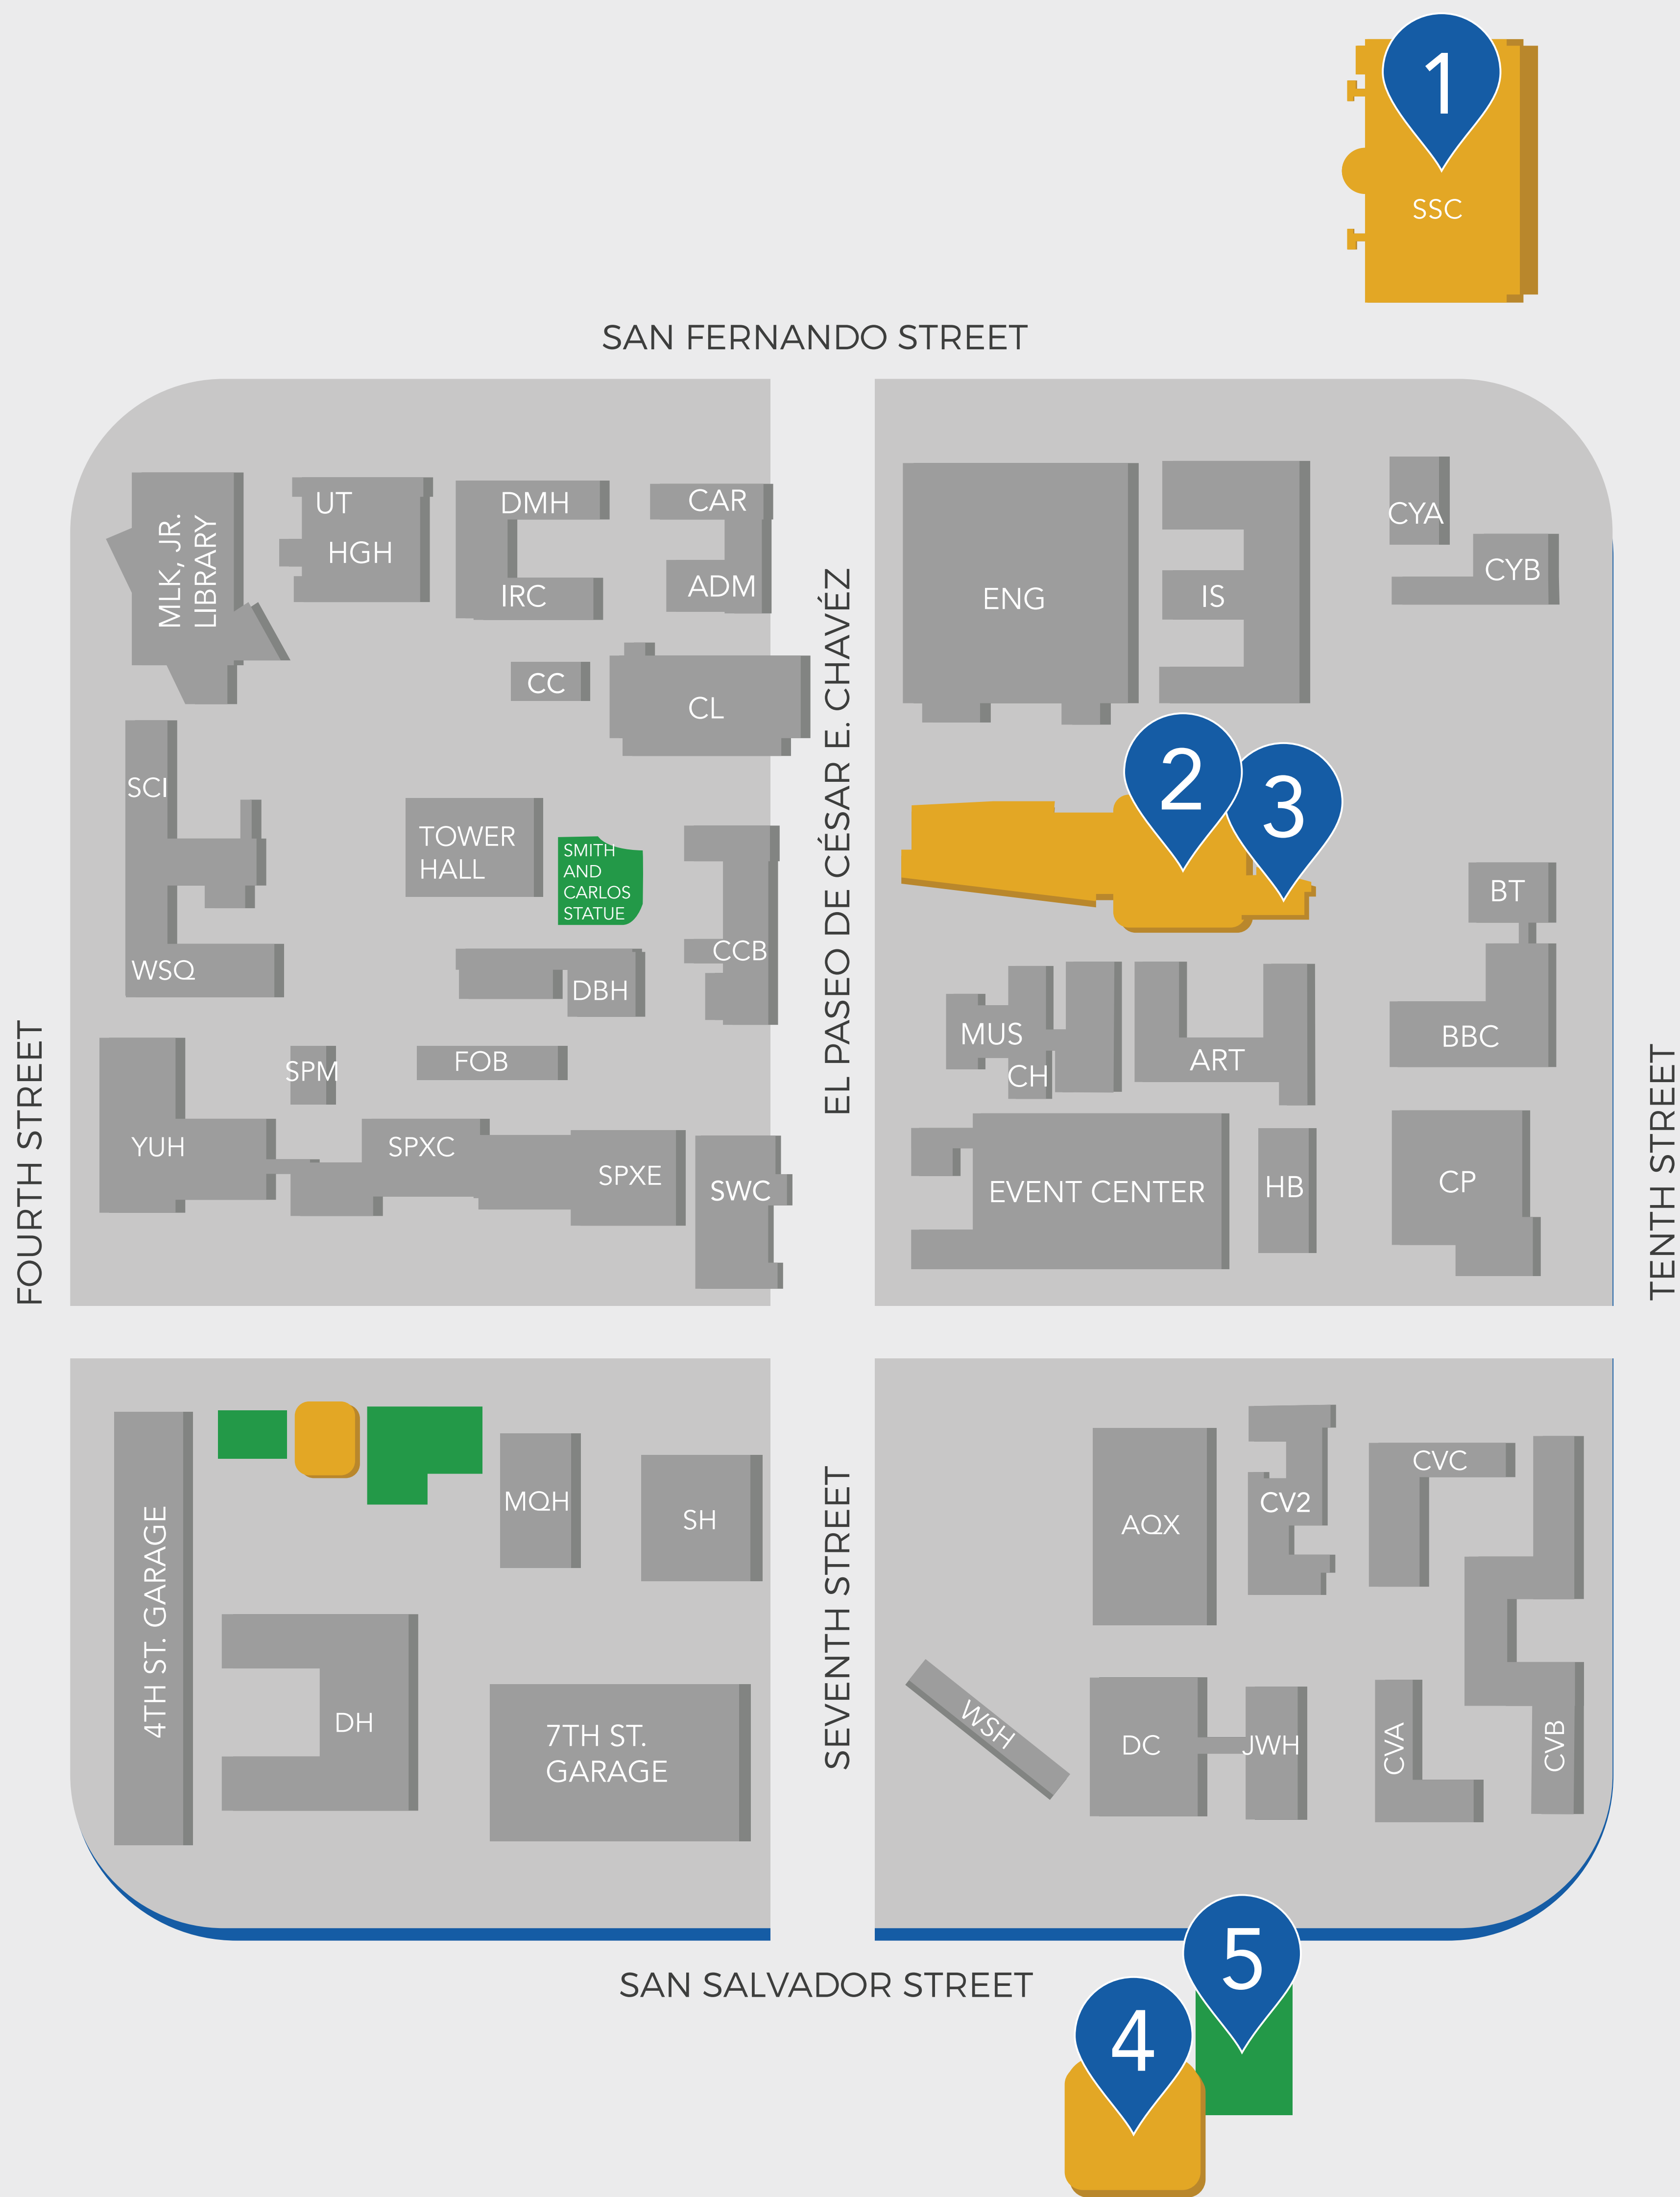 1
SSC
SAN FERNANDO STREET
MLK, JR.
LIBRARY
UT
HGH
DMH
IRC
CAR
ADM
CC
CL
ENG
IS
CYA
CYB
EL PASEO DE CÉSAR E. CHAVÉZ
2
3
SCI
WSQ
TOWER
HALL
SMITH
AND
CARLOS
STATUE
CCB
DBH
BT
BBC
MUS
CH
ART
FOURTH STREET
TENTH STREET
YUH
SPM
FOB
SPXC
SPXE
SWC
EVENT CENTER
HB
CP
4TH ST. GARAGE
MQH
SH
DH
7TH ST.
GARAGE
SEVENTH STREET
AQX
CV2
CVC
WSH
DC
JWH
CVA
CVB
SAN SALVADOR STREET
5
4